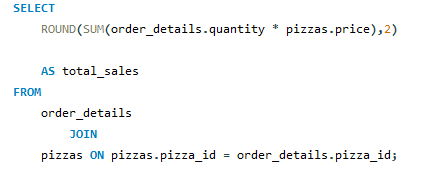 SELECT
ROUND(SUM(order_details.quantity * pizzas.price),2)
AS total_sales
FROM
order_details
JOIN
pizzas ON pizzas.pizza_id = order_details.pizza_id;